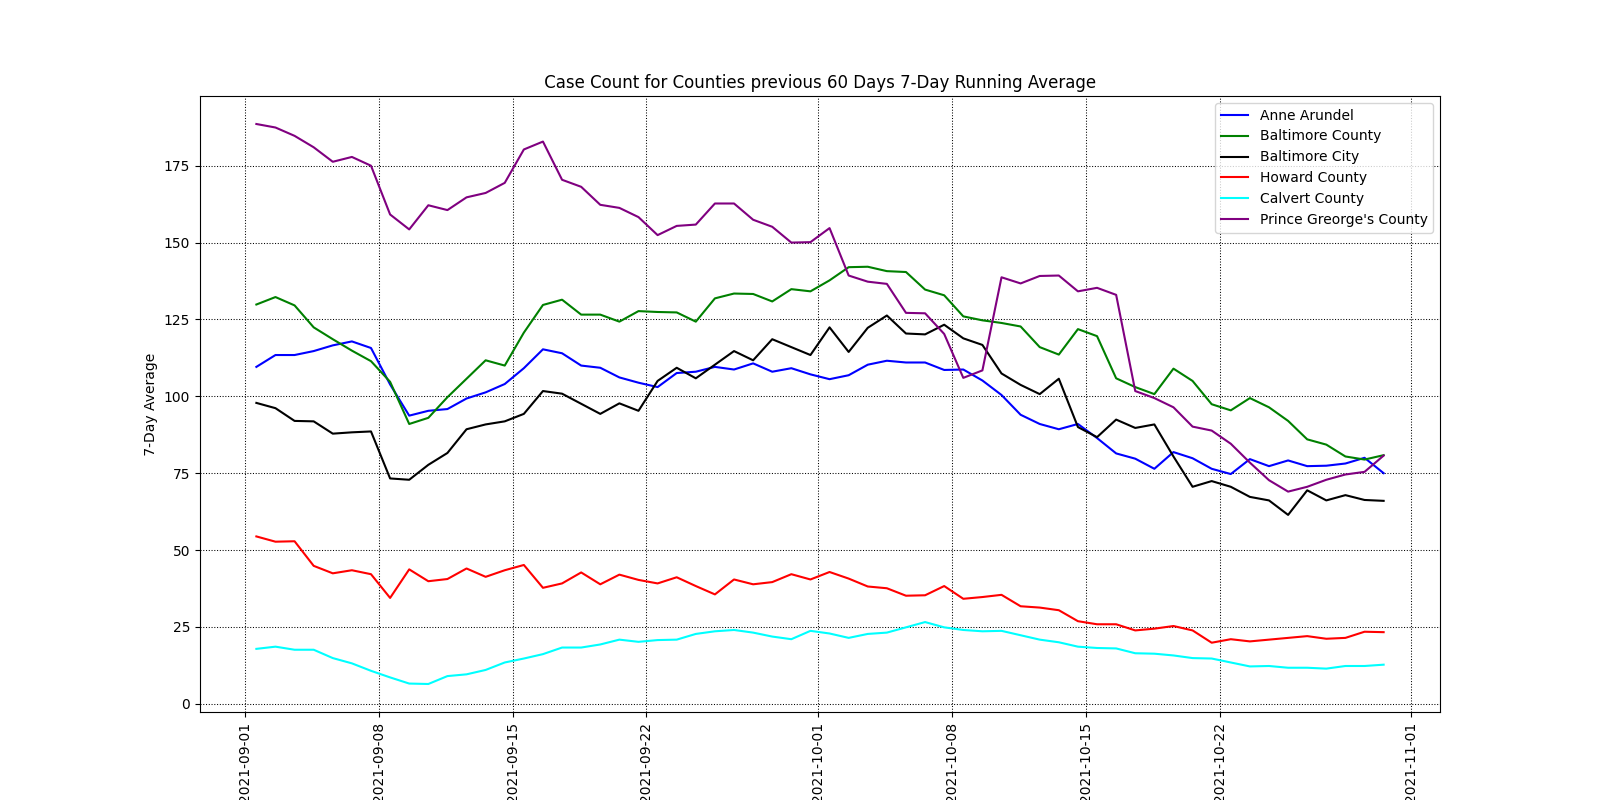 Case Count for Counties previous 60 Days 7-Day Running Average
Anne Arundel
Baltimore County
Baltimore City
Howard County
Calvert County
Prince Greorge's County
7-Day Average
175
150
125
100
75
50
25
0
2021-09-01
2021-09-08
2021-09-15
2021-09-22
2021-10-01
2021-10-08
2021-10-15
2021-10-22
2021-11-01